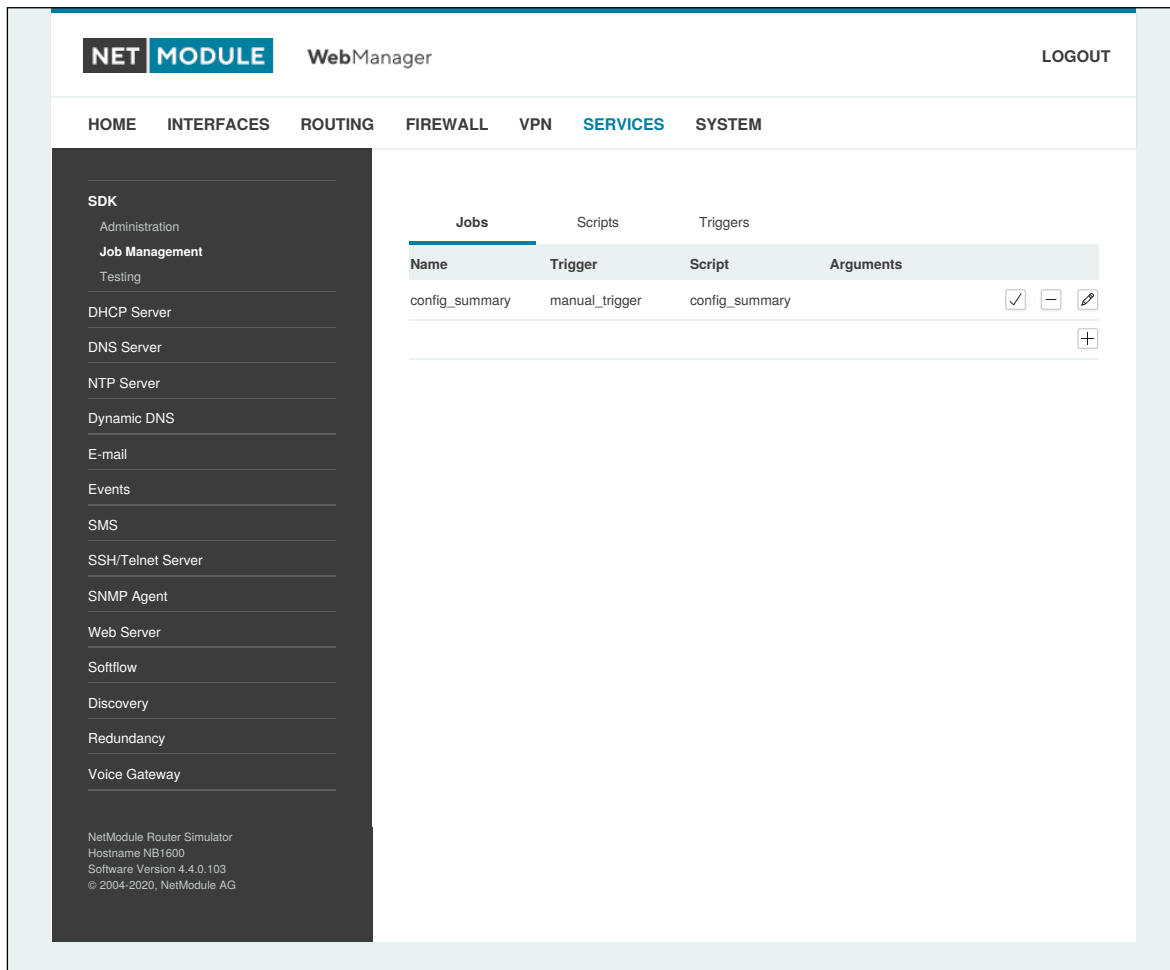 NET MODULE WebManager LOGOUT
HOME INTERFACES ROUTING FIREWALL VPN SERVICES SYSTEM
SDK
Administration
Job Management
Testing
DHCP Server
DNS Server
NTP Server
Dynamic DNS
E-mail
Events
SMS
SSH/Telnet Server
SNMP Agent
Web Server
Softflow
Discovery
Redundancy
Voice Gateway
NetModule Router Simulator
Hostname NB1600
Software Version 4.4.0.103
© 2004-2020, NetModule AG
Jobs Scripts Triggers
Name Trigger Script Arguments
config_summary manual_trigger config_summary